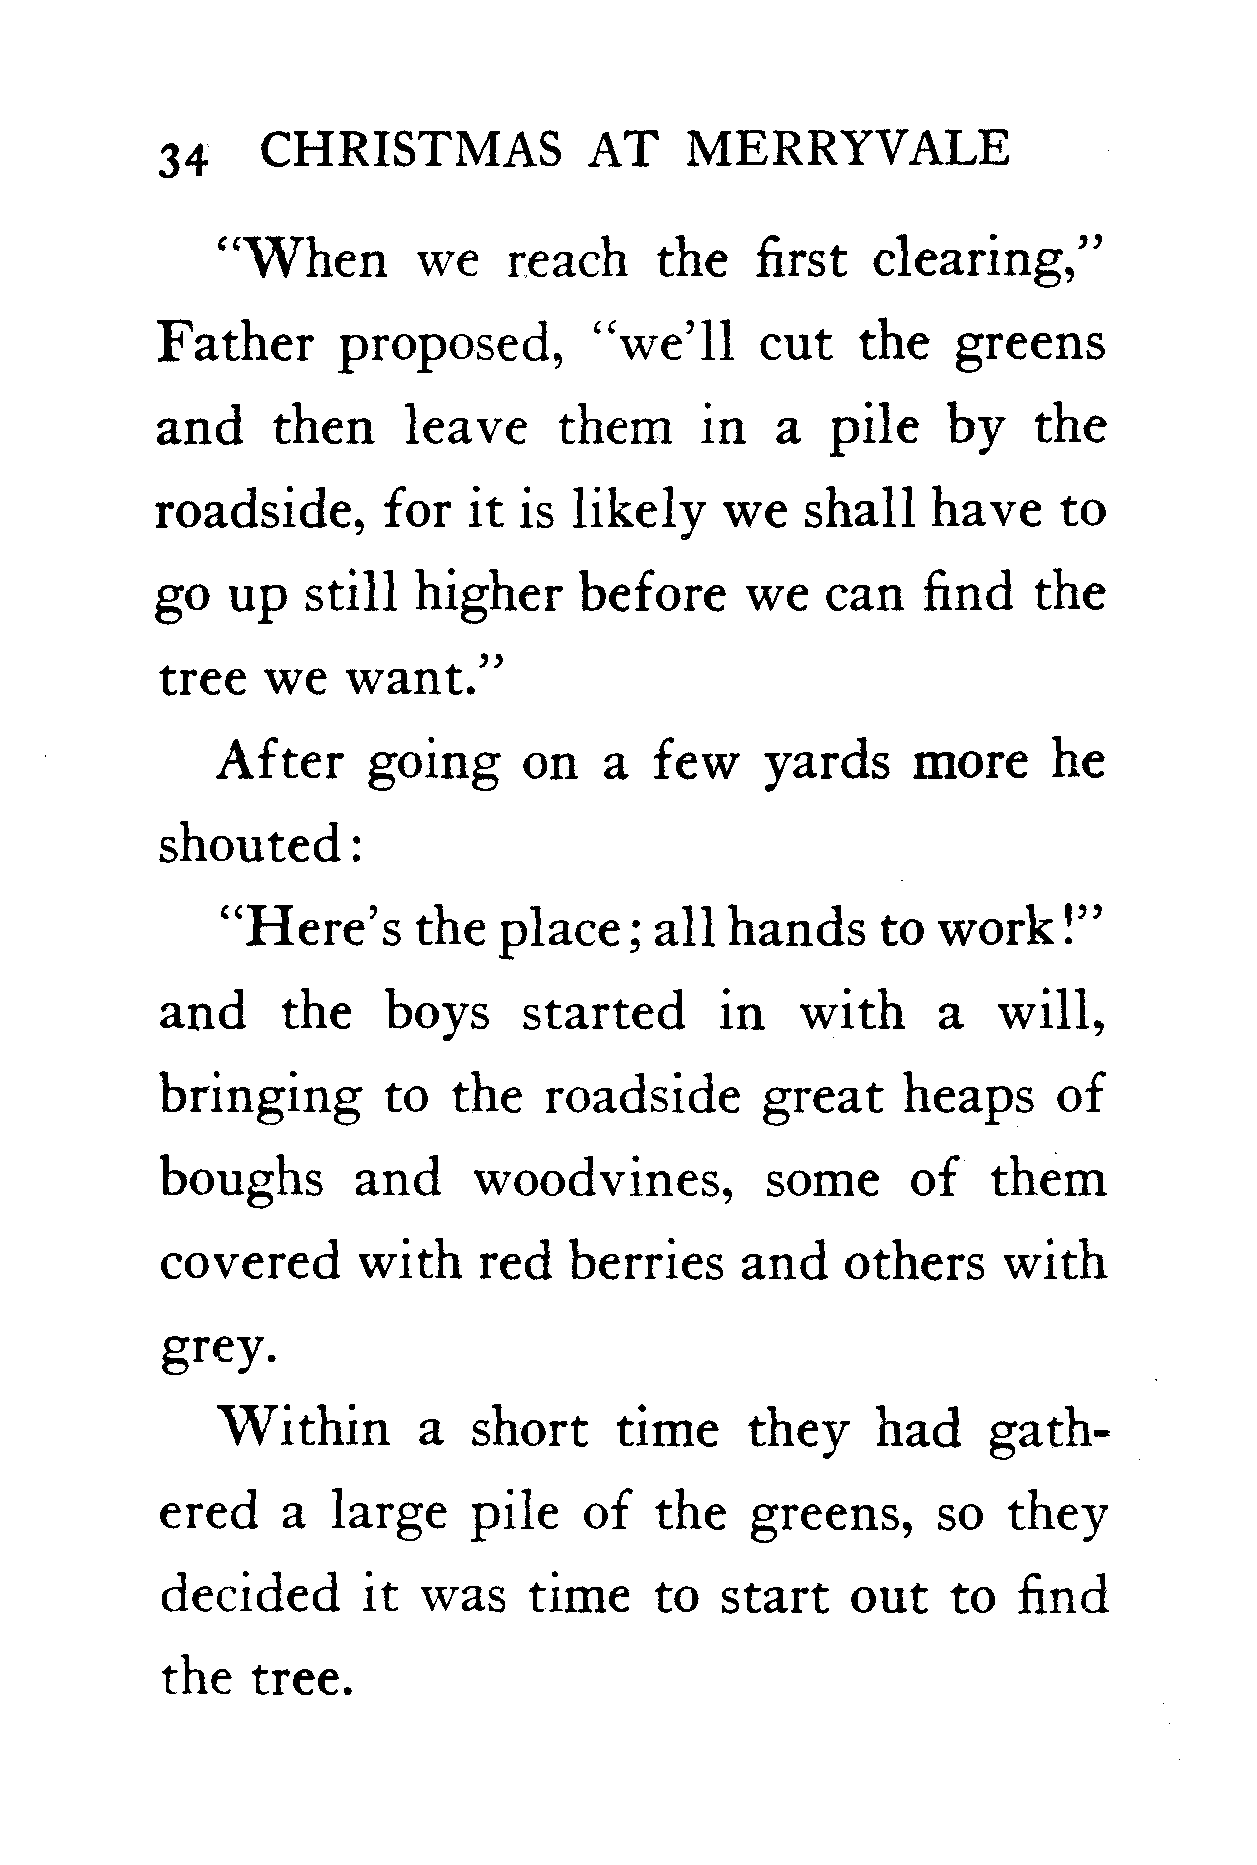 34 CHRISTMAS AT MERRYVALE
“When we reach the first clearing,”
Father proposed, “we’ll cut the greens
and then leave them in a pile by the
roadside, for it is likely we shall have to
go up still higher before we can find the
tree we want.”
After going on a few yards more he
shouted:
“Here’s the place; all hands to work!”
and the boys started in with a will,
bringing to the roadside great heaps of
boughs and woodvines, some of them
covered with red berries and others with
grey.
Within a short time they had gath-
ered a large pile of the greens, so they
decided it was time to start out to find
the tree.